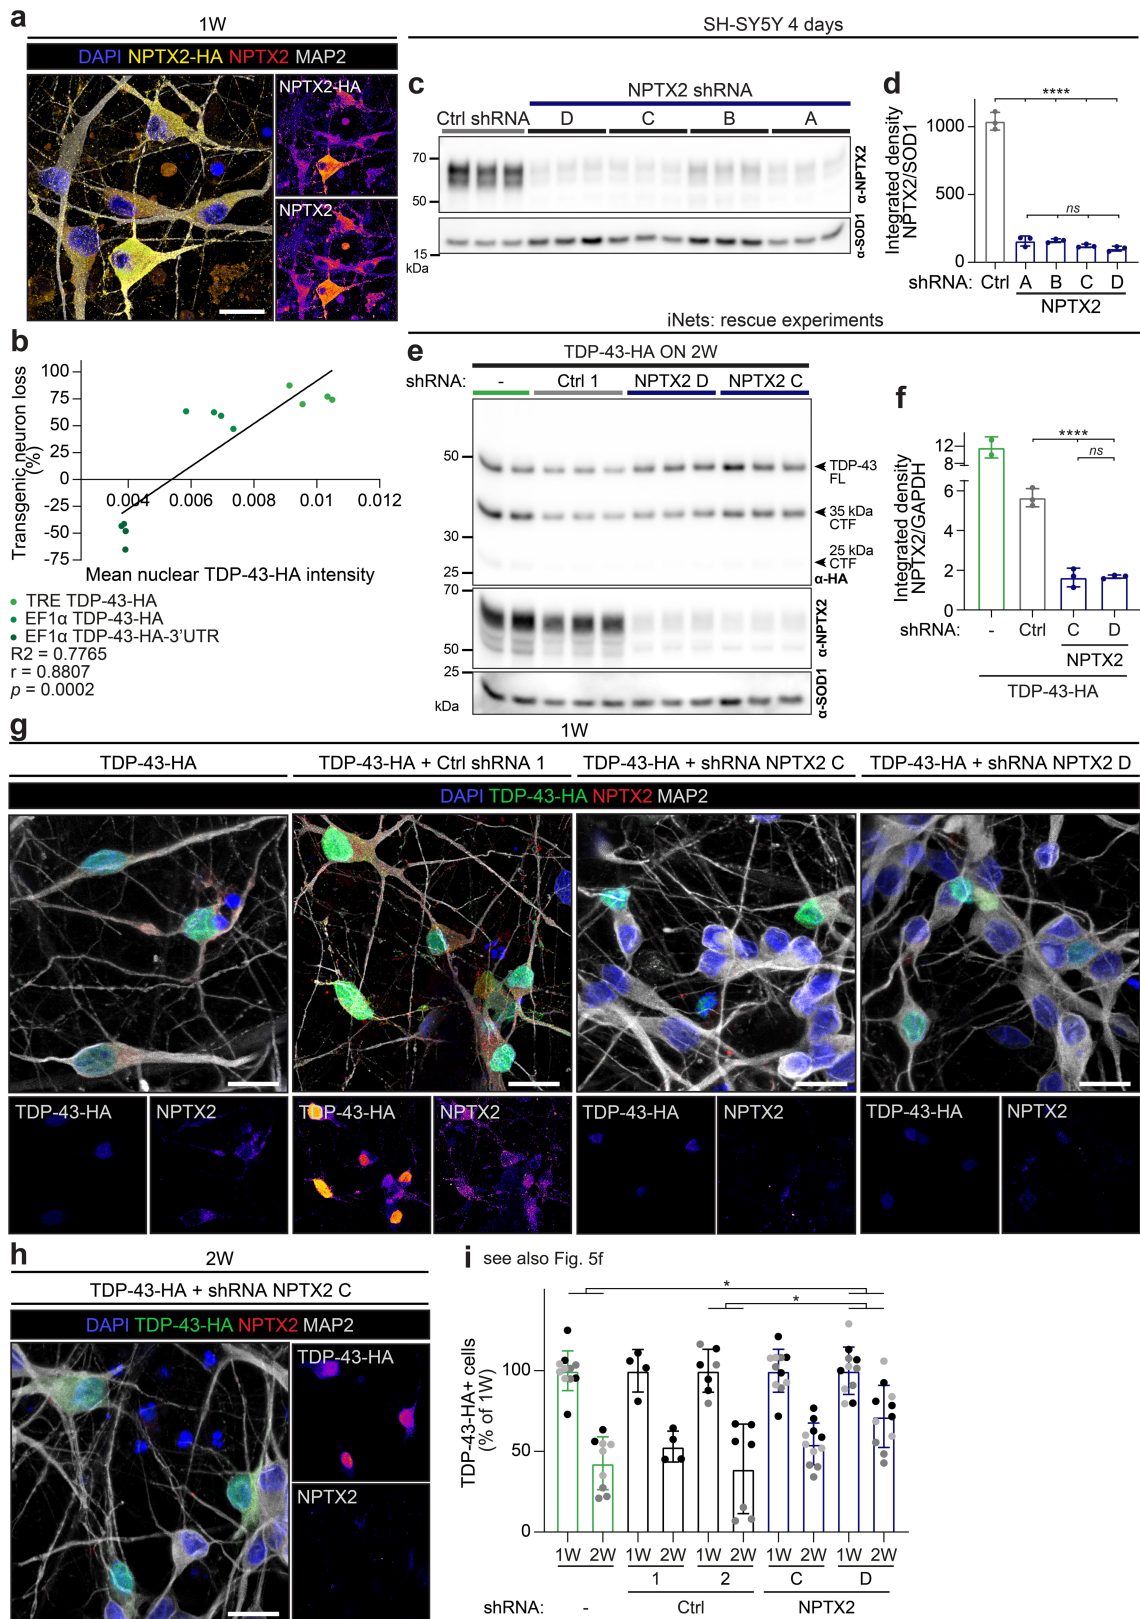 a
1W
DAPI NPTX2-HA NPTX2 MAP2
NPTX2-HA
NPTX2
SH-SY5Y 4 days
c
NPTX2 shRNA
Ctrl shRNA D C B A
70
50
15
kDa
α-NPTX2
α-SOD1
d
Integrated density
NPTX2/SOD1
1000
500
0
****
ns
shRNA: Ctrl A B C D
NPTX2
b
Transgenic neuron loss
(%)
100
75
50
25
0
-25
-50
-75
0.004 0.006 0.008 0.01 0.012
Mean nuclear TDP-43-HA intensity
TRE TDP-43-HA
EF1α TDP-43-HA
EF1α TDP-43-HA-3'UTR
R2 = 0.7765
r = 0.8807
p = 0.0002
iNets: rescue experiments
e
TDP-43-HA ON 2W
shRNA: - Ctrl 1 NPTX2 D NPTX2 C
50
30
25
70
50
25
kDa
TDP-43
FL
35 kDa
CTF
25 kDa
CTF
α-HA
α-NPTX2
α-SOD1
f
Integrated density
NPTX2/GAPDH
12
8
6
4
2
0
****
ns
shRNA: - Ctrl C D
NPTX2
TDP-43-HA
g
1W
TDP-43-HA TDP-43-HA + Ctrl shRNA 1 TDP-43-HA + shRNA NPTX2 C TDP-43-HA + shRNA NPTX2 D
DAPI TDP-43-HA NPTX2 MAP2
TDP-43-HA NPTX2 TDP-43-HA NPTX2 TDP-43-HA NPTX2 TDP-43-HA NPTX2
h
2W
TDP-43-HA + shRNA NPTX2 C
DAPI TDP-43-HA NPTX2 MAP2
TDP-43-HA
NPTX2
i see also Fig. 5f
TDP-43-HA+ cells
(% of 1W)
100
50
0
*
*
1W 2W 1W 2W 1W 2W 1W 2W 1W 2W
1 2 C D
shRNA: - Ctrl NPTX2